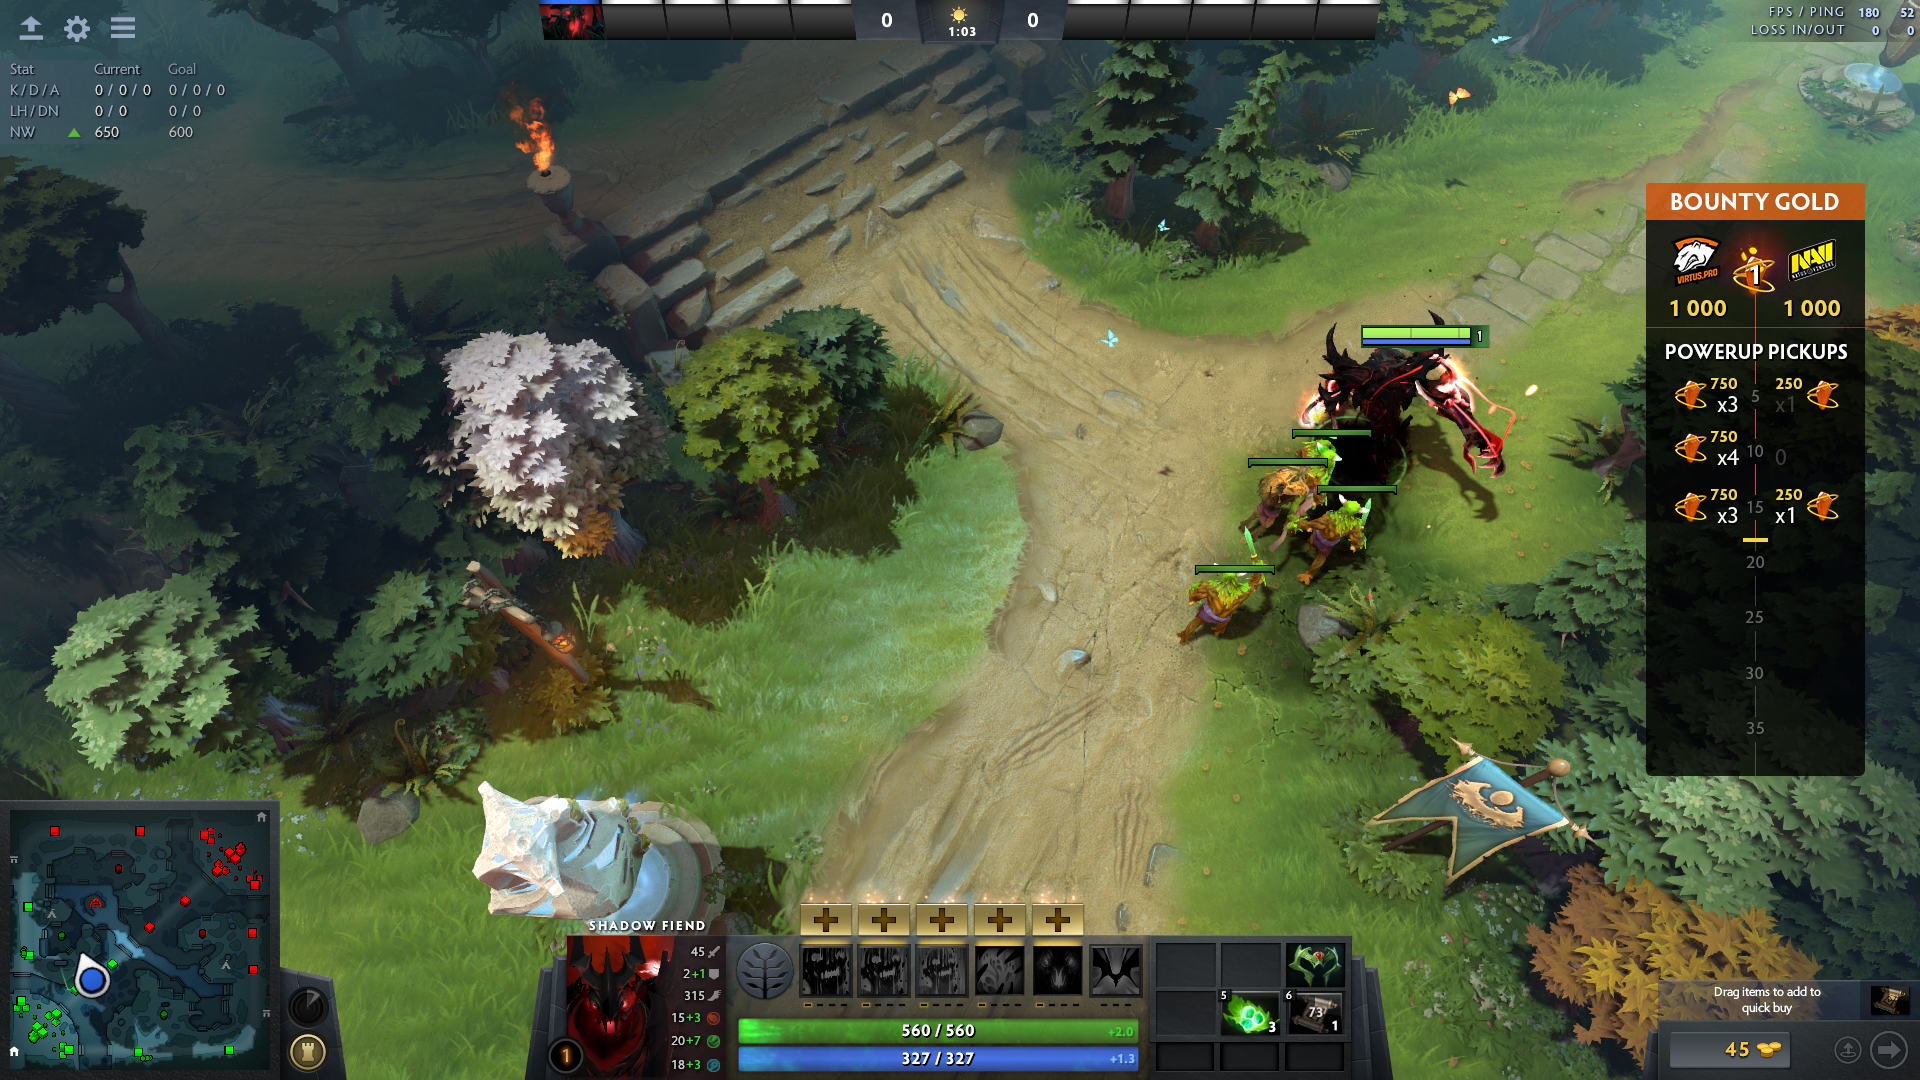 0
1:03
0
FPS / PING 180 52
LOSS IN/OUT 0 0
Stat Current Goal
K / D / A 0 / 0 / 0 0 / 0 / 0
LH / DN 0 / 0 0 / 0
NW 650 600
BOUNTY GOLD
VIRTUS.PRO 1 NAVI
NATUS VINCERE
1 000 1 000
POWERUP PICKUPS
750 250
x3 5 x1
750
x4 10 0
750 250
x3 15 x1
20
25
30
35
1
SHADOW FIEND
45
2+1
315
15+3
20+7
18+3
1
560 / 560 +2.0
327 / 327 +1.3
5 3
6 73 1
Drag items to add to
quick buy
45